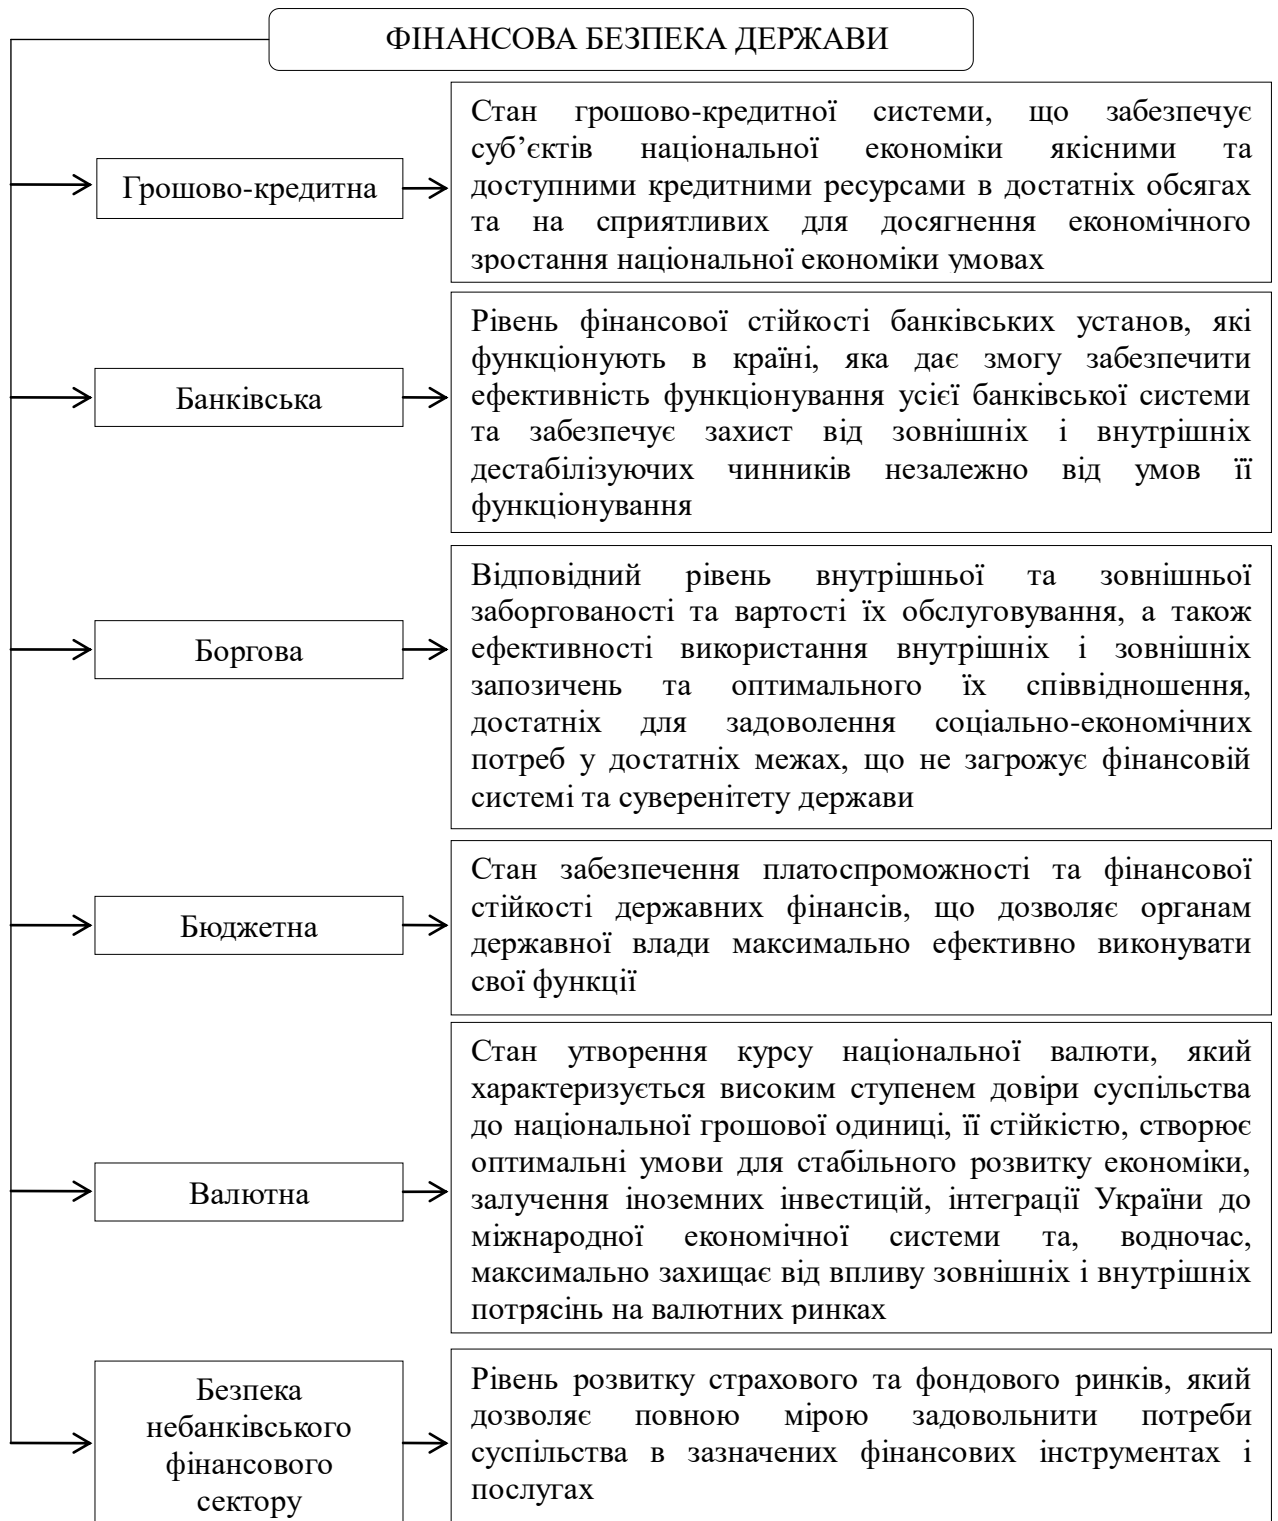 ФІНАНСОВА БЕЗПЕКА ДЕРЖАВИ
Грошово-кредитна
Стан грошово-кредитної системи, що забезпечує
суб’єктів національної економіки якісними та
доступними кредитними ресурсами в достатніх обсягах
та на сприятливих для досягнення економічного
зростання національної економіки умовах
Банківська
Рівень фінансової стійкості банківських установ, які
функціонують в країні, яка дає змогу забезпечити
ефективність функціонування усієї банківської системи
та забезпечує захист від зовнішніх і внутрішніх
дестабілізуючих чинників незалежно від умов її
функціонування
Боргова
Відповідний рівень внутрішньої та зовнішньої
заборгованості та вартості їх обслуговування, а також
ефективності використання внутрішніх і зовнішніх
запозичень та оптимального їх співвідношення,
достатніх для задоволення соціально-економічних
потреб у достатніх межах, що не загрожує фінансовій
системі та суверенітету держави
Бюджетна
Стан забезпечення платоспроможності та фінансової
стійкості державних фінансів, що дозволяє органам
державної влади максимально ефективно виконувати
свої функції
Валютна
Стан утворення курсу національної валюти, який
характеризується високим ступенем довіри суспільства
до національної грошової одиниці, її стійкістю, створює
оптимальні умови для стабільного розвитку економіки,
залучення іноземних інвестицій, інтеграції України до
міжнародної економічної системи та, водночас,
максимально захищає від впливу зовнішніх і внутрішніх
потрясінь на валютних ринках
Безпека
небанківського
фінансового
сектору
Рівень розвитку страхового та фондового ринків, який
дозволяє повною мірою задовольнити потреби
суспільства в зазначених фінансових інструментах і
послугах